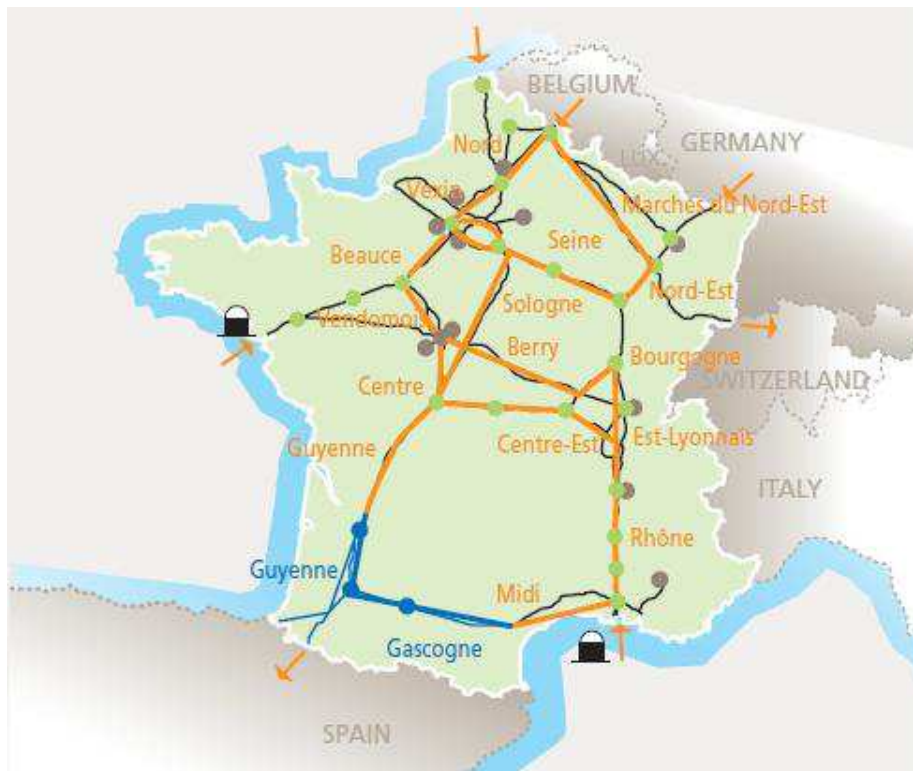 BELGIUM
Nord
GERMANY
LUX.
Vexin
Marches du Nord-Est
Seine
Beauce
Nord-Est
Sologne
Vendomoi
Berry
Bourgogne
SWITZERLAND
Centre
Centre-Est
Est-Lyonnais
Guyenne
ITALY
Rhône
Guyenne
Midi
Gascogne
SPAIN